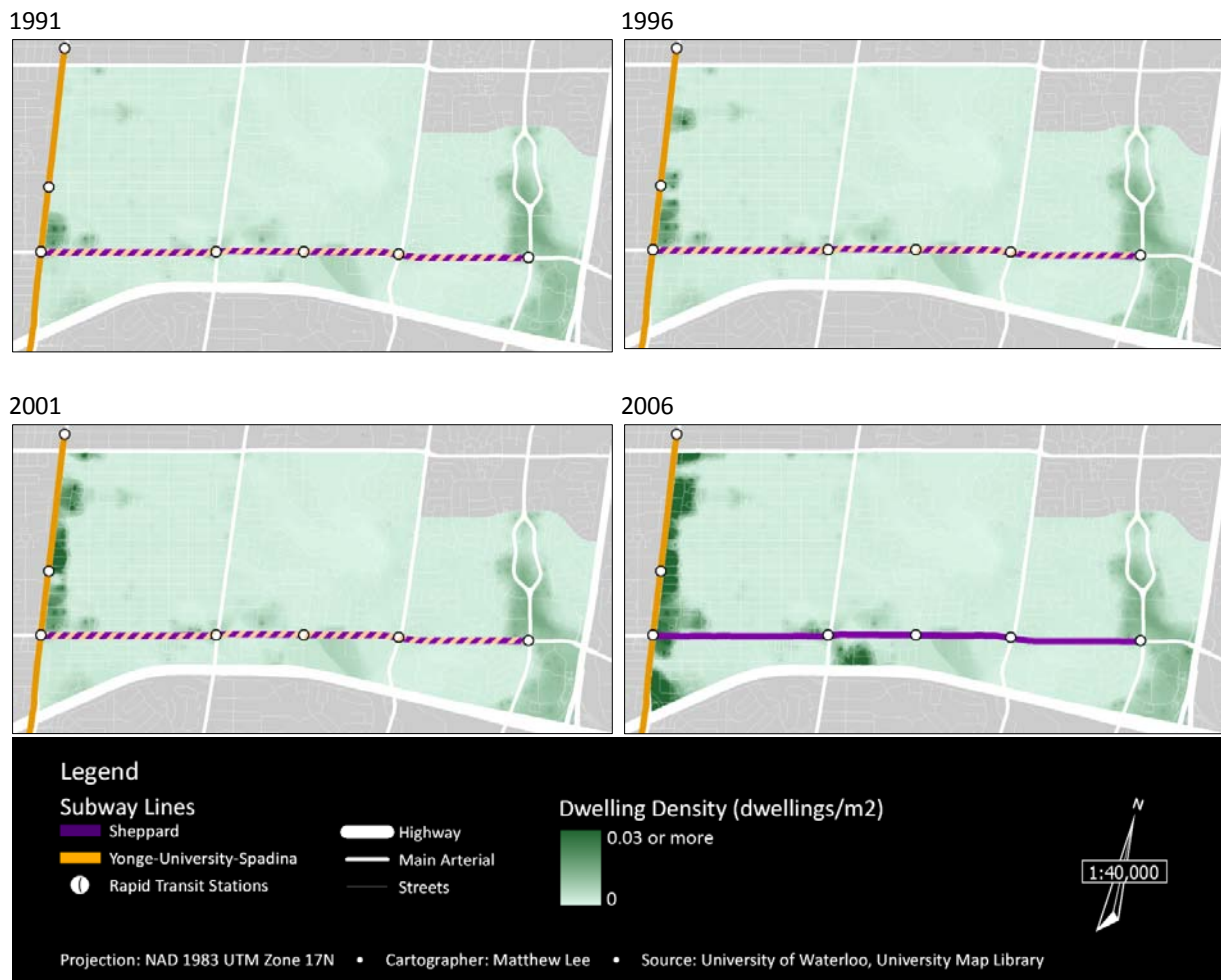 1991
1996
2001
2006
Legend
Subway Lines
Sheppard
Yonge-University-Spadina
Rapid Transit Stations
Highway
Main Arterial
Streets
Dwelling Density (dwellings/m2)
0.03 or more
0
N
1:40,000
Projection: NAD 1983 UTM Zone 17N • Cartographer: Matthew Lee • Source: University of Waterloo, University Map Library